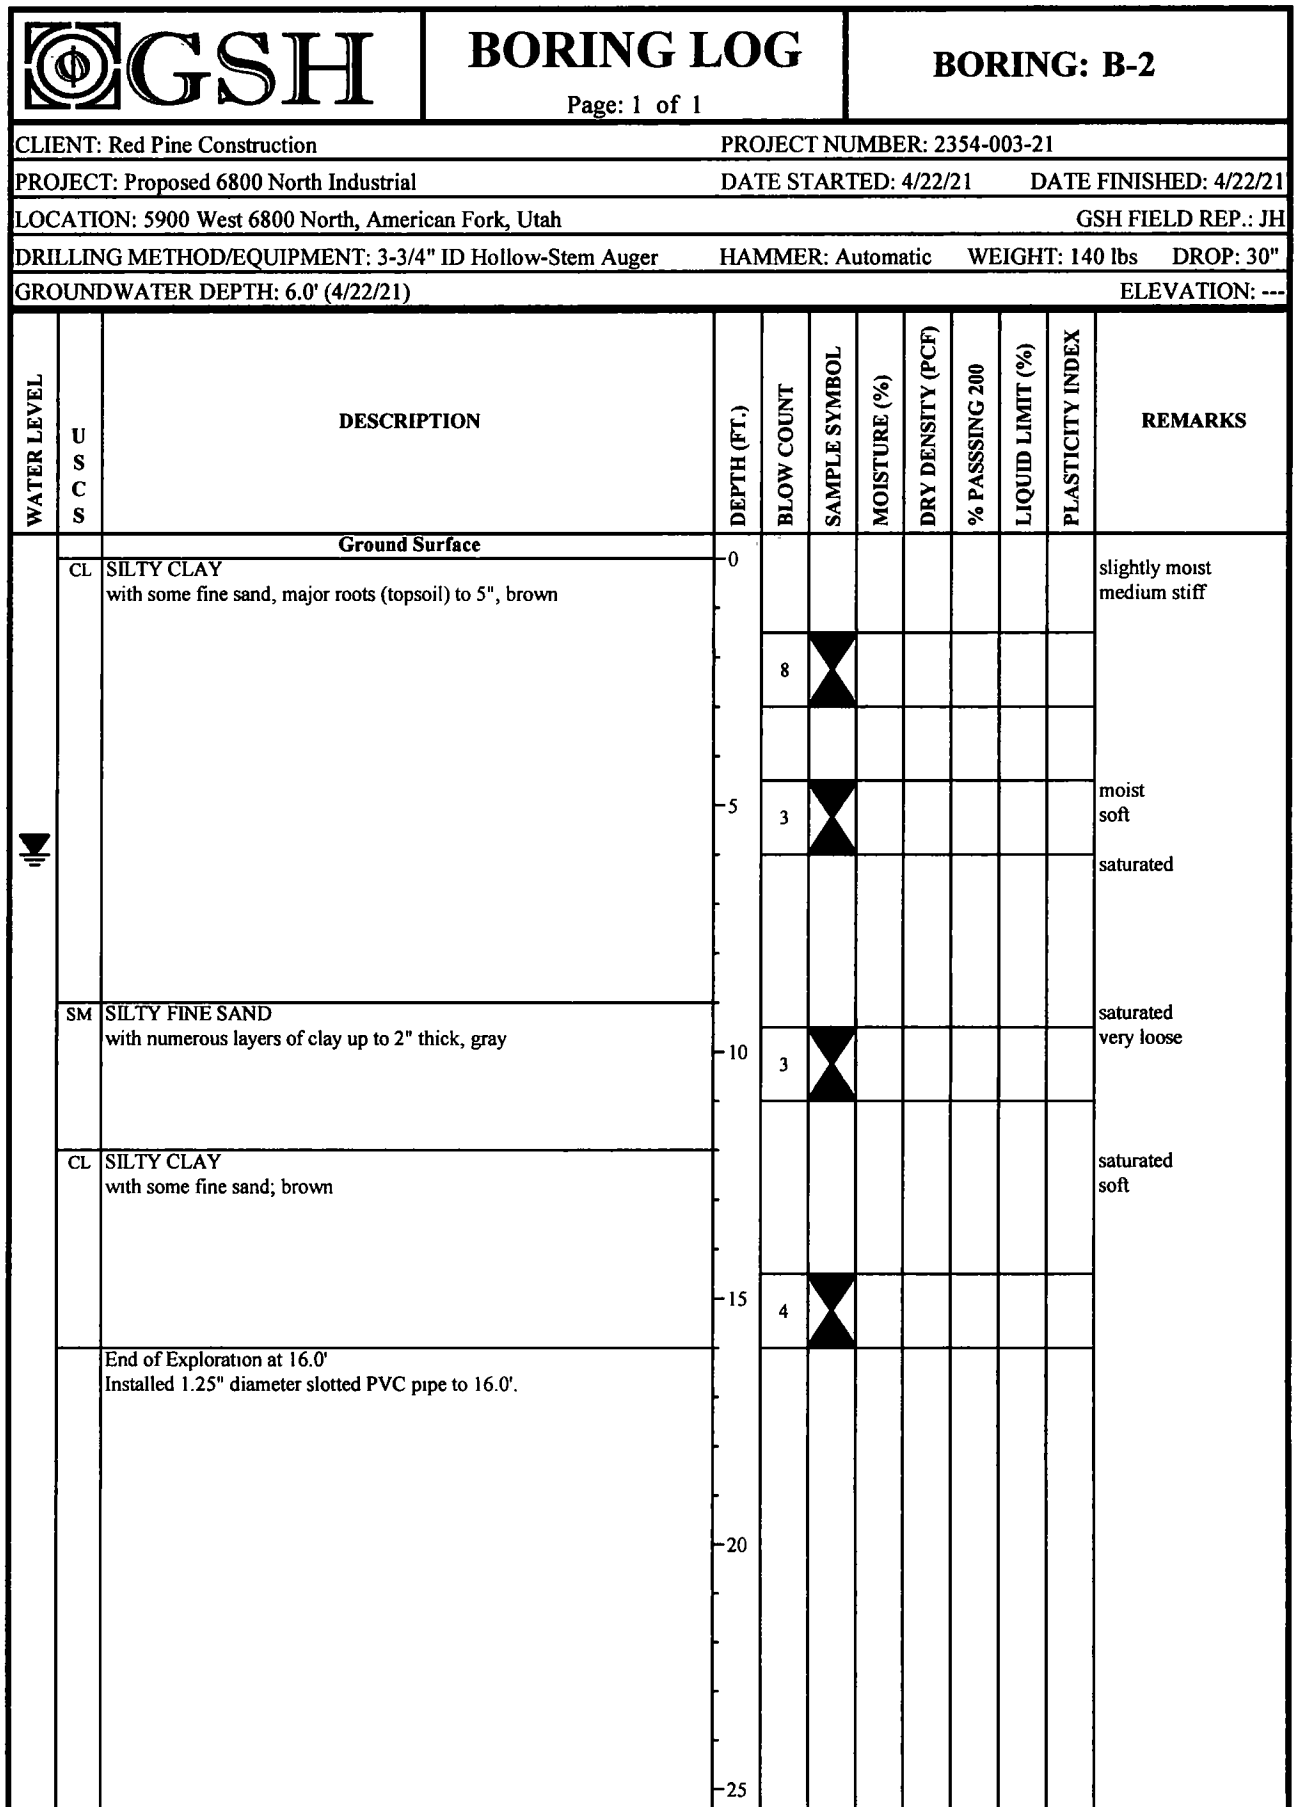 GSH
BORING LOG
Page: 1 of 1
BORING: B-2
CLIENT: Red Pine Construction
PROJECT NUMBER: 2354-003-21
PROJECT: Proposed 6800 North Industrial
DATE STARTED: 4/22/21
DATE FINISHED: 4/22/21
LOCATION: 5900 West 6800 North, American Fork, Utah
GSH FIELD REP.: JH
DRILLING METHOD/EQUIPMENT: 3-3/4" ID Hollow-Stem Auger
HAMMER: Automatic
WEIGHT: 140 lbs
DROP: 30"
GROUNDWATER DEPTH: 6.0' (4/22/21)
ELEVATION: ---
WATER LEVEL
U
S
C
S
DESCRIPTION
DEPTH (FT.)
BLOW COUNT
SAMPLE SYMBOL
MOISTURE (%)
DRY DENSITY (PCF)
% PASSSING 200
LIQUID LIMIT (%)
PLASTICITY INDEX
REMARKS
Ground Surface
0
CL
SILTY CLAY
with some fine sand, major roots (topsoil) to 5", brown
slightly moist
medium stiff
8
5
3
moist
soft
saturated
SM
SILTY FINE SAND
with numerous layers of clay up to 2" thick, gray
saturated
very loose
10
3
CL
SILTY CLAY
with some fine sand; brown
saturated
soft
15
4
End of Exploration at 16.0'
Installed 1.25" diameter slotted PVC pipe to 16.0'.
20
25